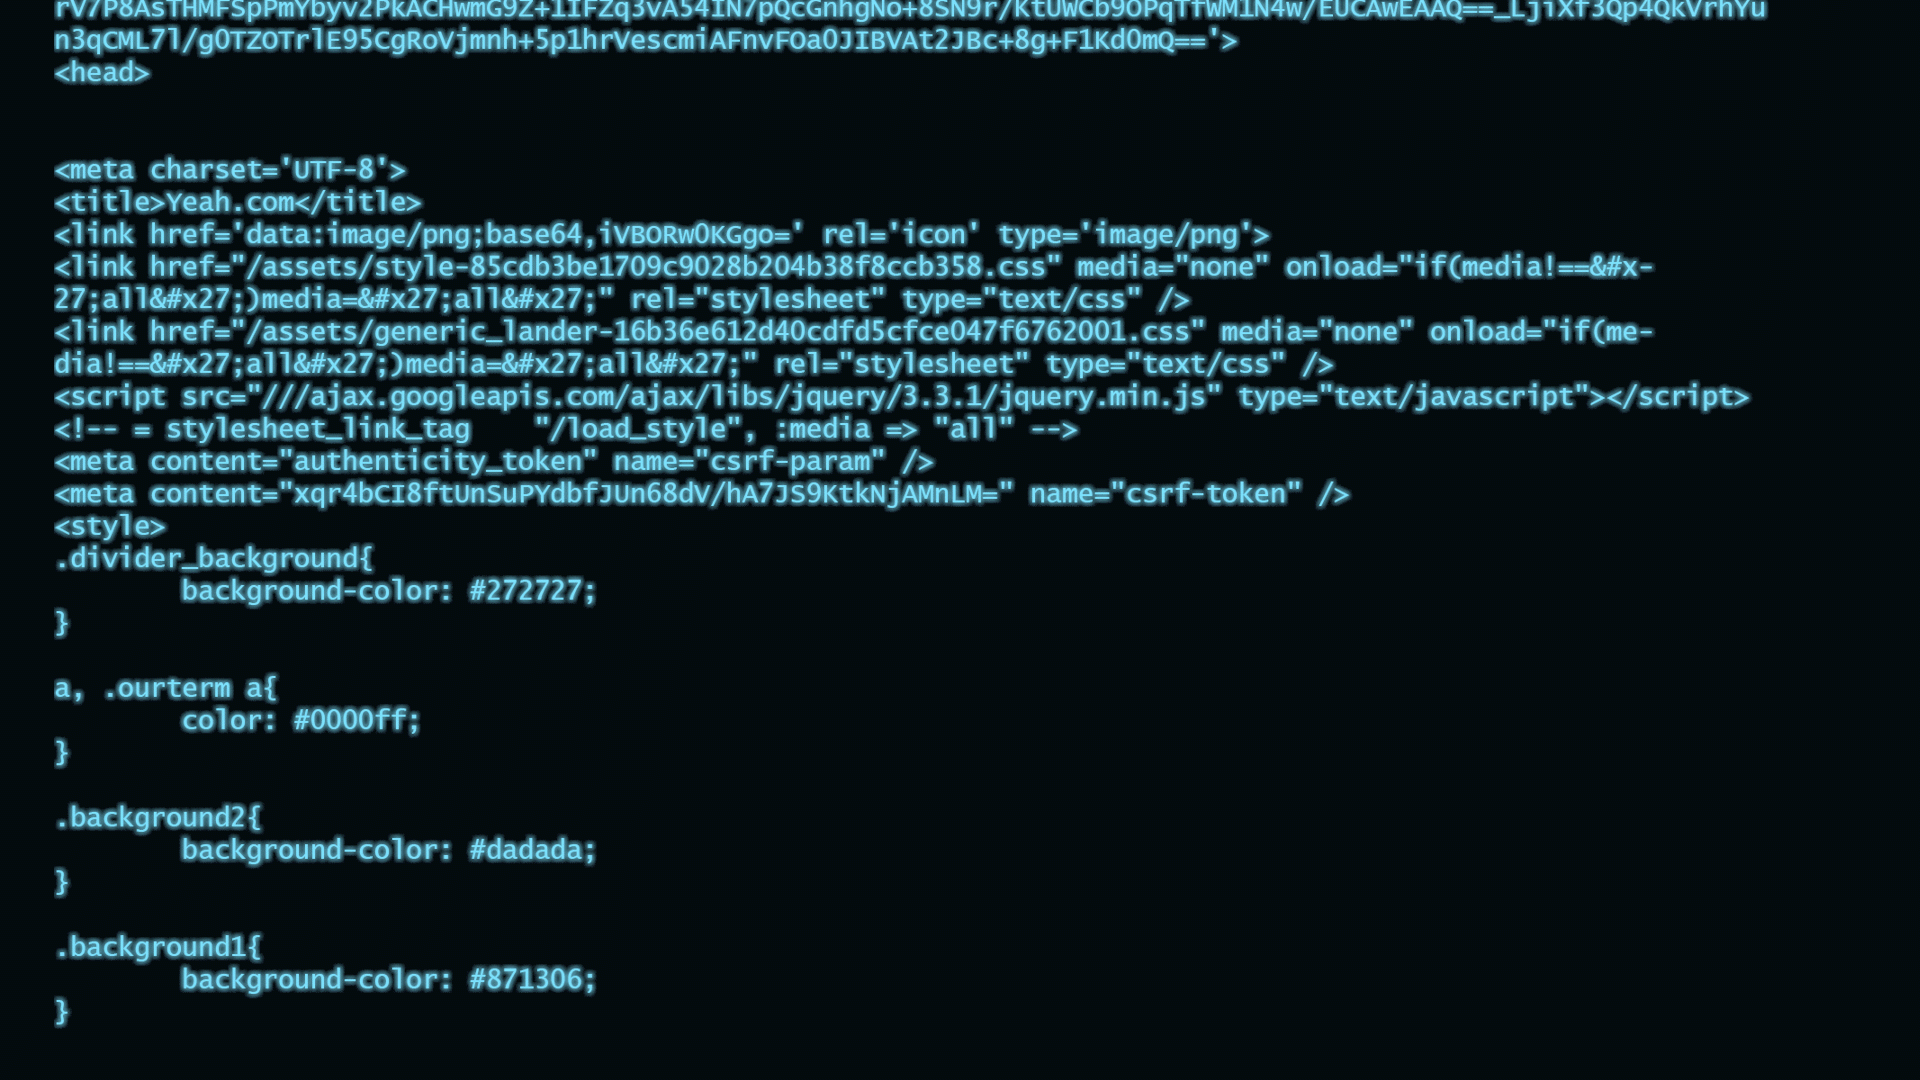 rV7P8AsTHMFSpPmYbyv2PkACHwmG9Z+1IFZq3vA54IN7pQcGnhgNo+8SN9r/KtUWCb9OPqTfWM1N4w/EUCAwEAAQ==_LjiXf3Qp4QkVrhYu
n3qCML7l/g0TZOTrlE95CgRoVjmnh+5p1hrVescmiAFnvFOa0JIBVAt2JBc+8g+F1Kd0mQ=='>
<head>
<meta charset='UTF-8'>
<title>Yeah.com</title>
<link href='data:image/png;base64,iVBORw0KGgo=' rel='icon' type='image/png'>
<link href="/assets/style-85cdb3be1709c9028b204b38f8ccb358.css" media="none" onload="if(media!==&#x-
27;all&#x27;)media=&#x27;all&#x27;" rel="stylesheet" type="text/css" />
<link href="/assets/generic_lander-16b36e612d40cdfd5cfce047f6762001.css" media="none" onload="if(me-
dia!==&#x27;all&#x27;)media=&#x27;all&#x27;" rel="stylesheet" type="text/css" />
<script src="///ajax.googleapis.com/ajax/libs/jquery/3.3.1/jquery.min.js" type="text/javascript"></script>
<!-- = stylesheet_link_tag    "/load_style", :media => "all" -->
<meta content="authenticity_token" name="csrf-param" />
<meta content="xqr4bCI8ftUnSuPYdbfJUn68dV/hA7JS9KtkNjAMnLM=" name="csrf-token" />
<style>
.divider_background{
        background-color: #272727;
}
a, .ourterm a{
        color: #0000ff;
}
.background2{
        background-color: #dadada;
}
.background1{
        background-color: #871306;
}